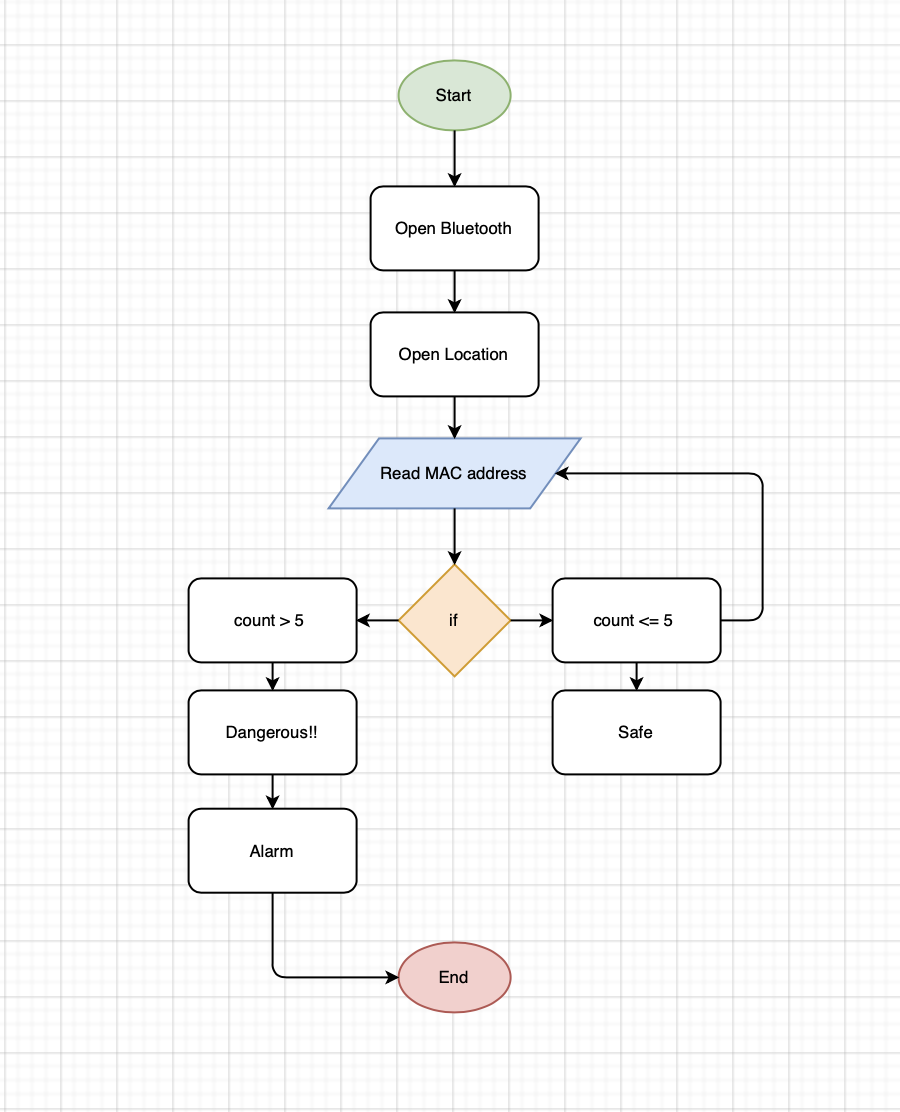 Start
Open Bluetooth
Open Location
Read MAC address
count > 5
if
count <= 5
Dangerous!!
Safe
Alarm
End